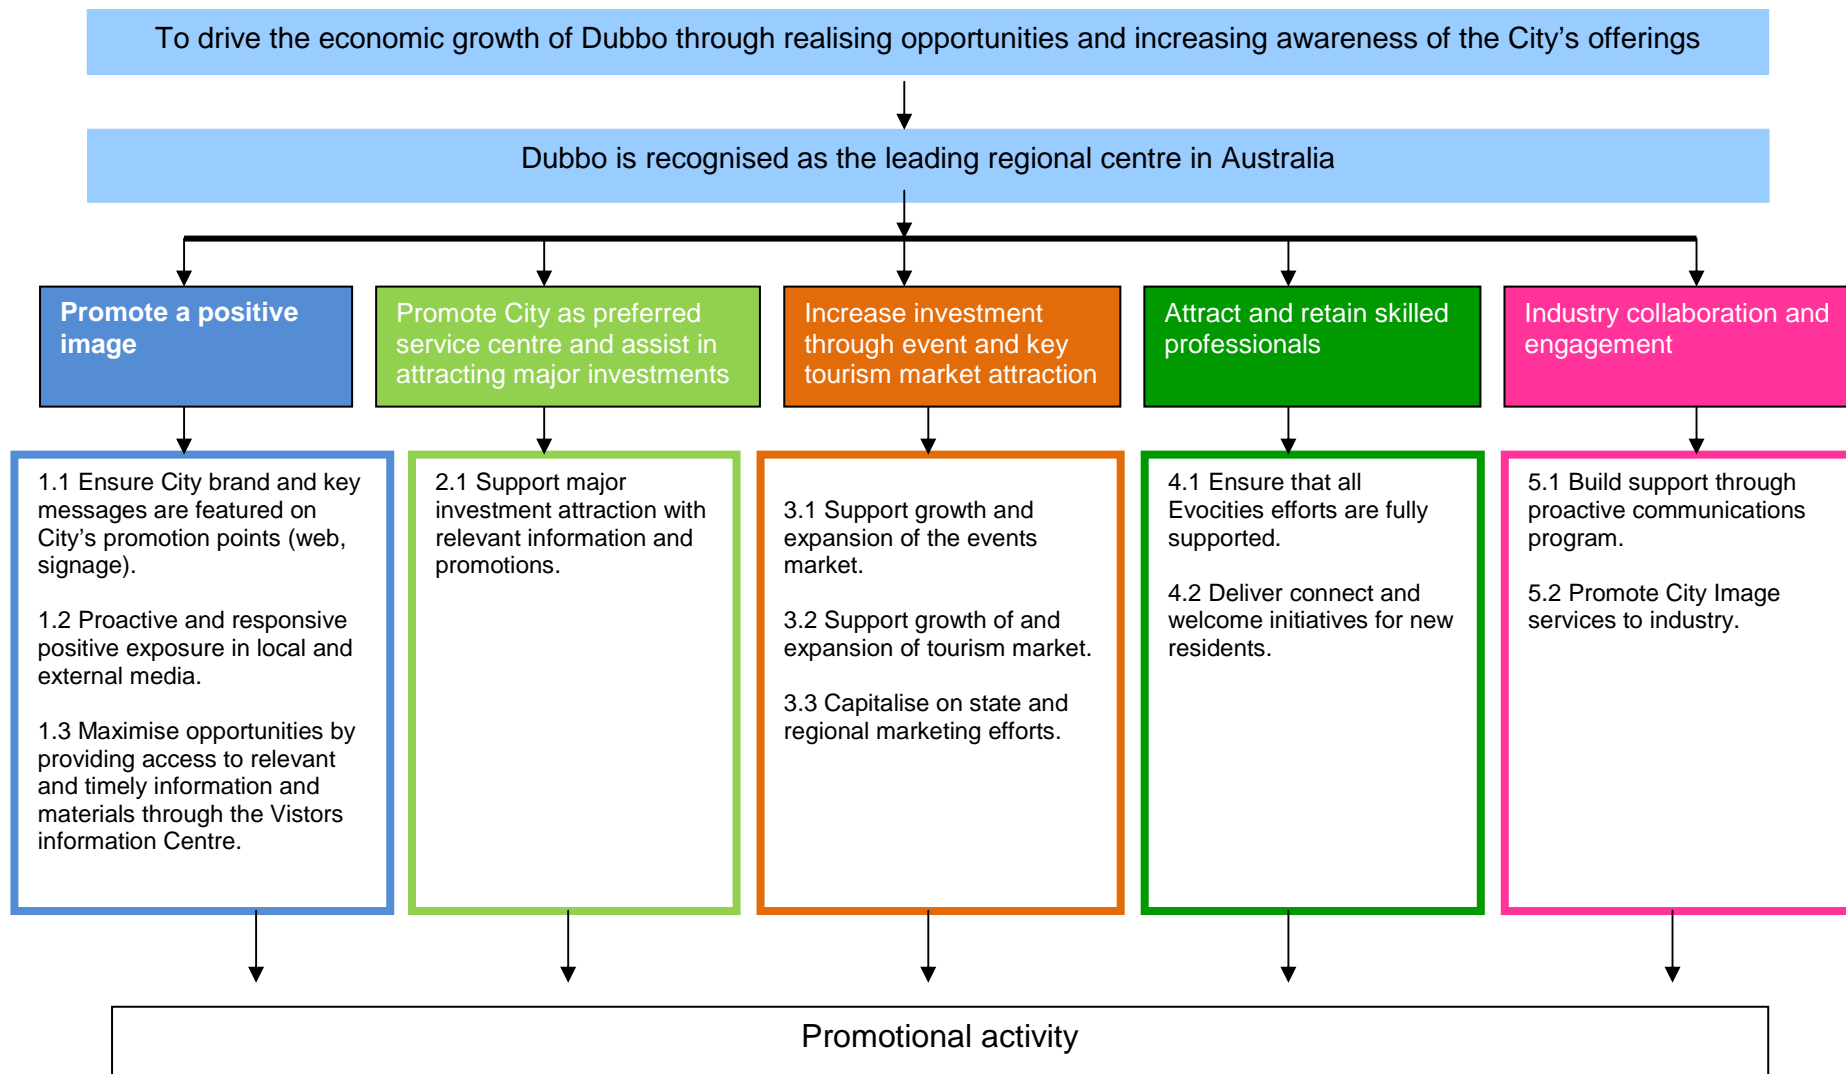 To drive the economic growth of Dubbo through realising opportunities and increasing awareness of the City’s offerings
Dubbo is recognised as the leading regional centre in Australia
Promote a positive
image
Promote City as preferred
service centre and assist in
attracting major investments
Increase investment
through event and key
tourism market attraction
Attract and retain skilled
professionals
Industry collaboration and
engagement
1.1 Ensure City brand and key
messages are featured on
City’s promotion points (web,
signage).
1.2 Proactive and responsive
positive exposure in local and
external media.
1.3 Maximise opportunities by
providing access to relevant
and timely information and
materials through the Vistors
information Centre.
2.1 Support major
investment attraction with
relevant information and
promotions.
3.1 Support growth and
expansion of the events
market.
3.2 Support growth of and
expansion of tourism market.
3.3 Capitalise on state and
regional marketing efforts.
4.1 Ensure that all
Evocities efforts are fully
supported.
4.2 Deliver connect and
welcome initiatives for new
residents.
5.1 Build support through
proactive communications
program.
5.2 Promote City Image
services to industry.
Promotional activity